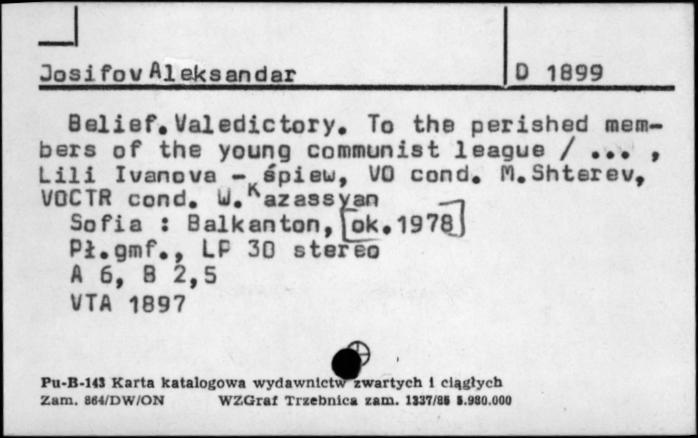 Josifov Aleksandar D 1899
Belief. Valedictory. To the perished mem-
bers of the young communist league / ... ,
Lili Ivanova - śpiew, VO cond. M. Shterev,
VOCTR cond. W. Kazassyan
Sofia : Balkanton, [ok. 1978]
Pł. gmf., LP 30 stereo
A 6, B 2,5
VTA 1897
Pu-B-143 Karta katalogowa wydawnictw zwartych i ciągłych
Zam. 864/DW/ON WZGraf Trzebnica zam. 1337/86 5.980.000